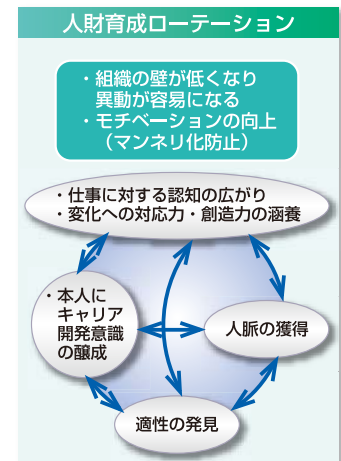 人財育成ローテーション
・組織の壁が低くなり
異動が容易になる
・モチベーションの向上
（マンネリ化防止）
・仕事に対する認知の広がり
・変化への対応力・創造力の涵養
・本人に
キャリア
開発意識
の醸成
人脈の獲得
適性の発見